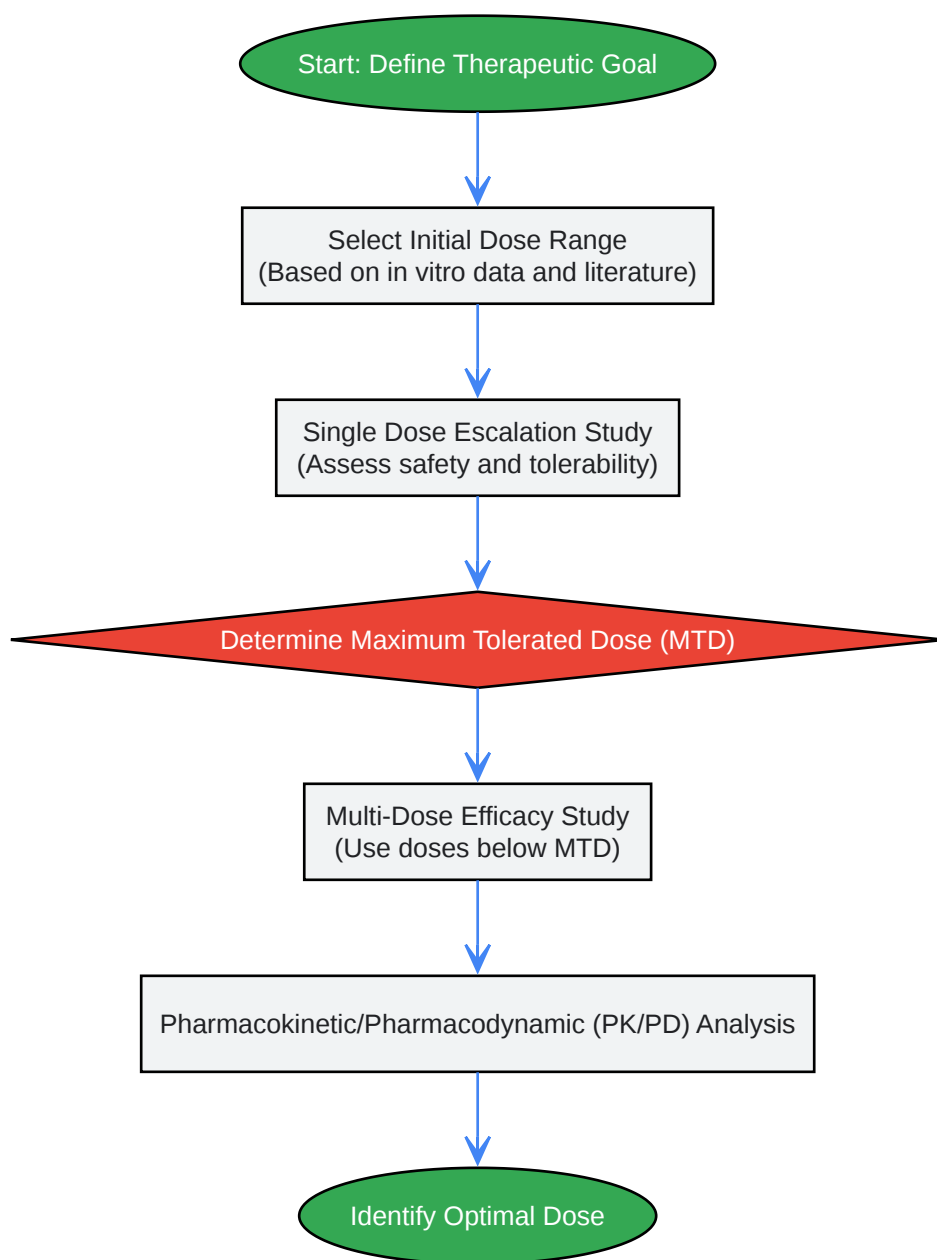 Start: Define Therapeutic Goal
Select Initial Dose Range
(Based on in vitro data and literature)
Single Dose Escalation Study
(Assess safety and tolerability)
Determine Maximum Tolerated Dose (MTD)
Multi-Dose Efficacy Study
(Use doses below MTD)
Pharmacokinetic/Pharmacodynamic (PK/PD) Analysis
Identify Optimal Dose